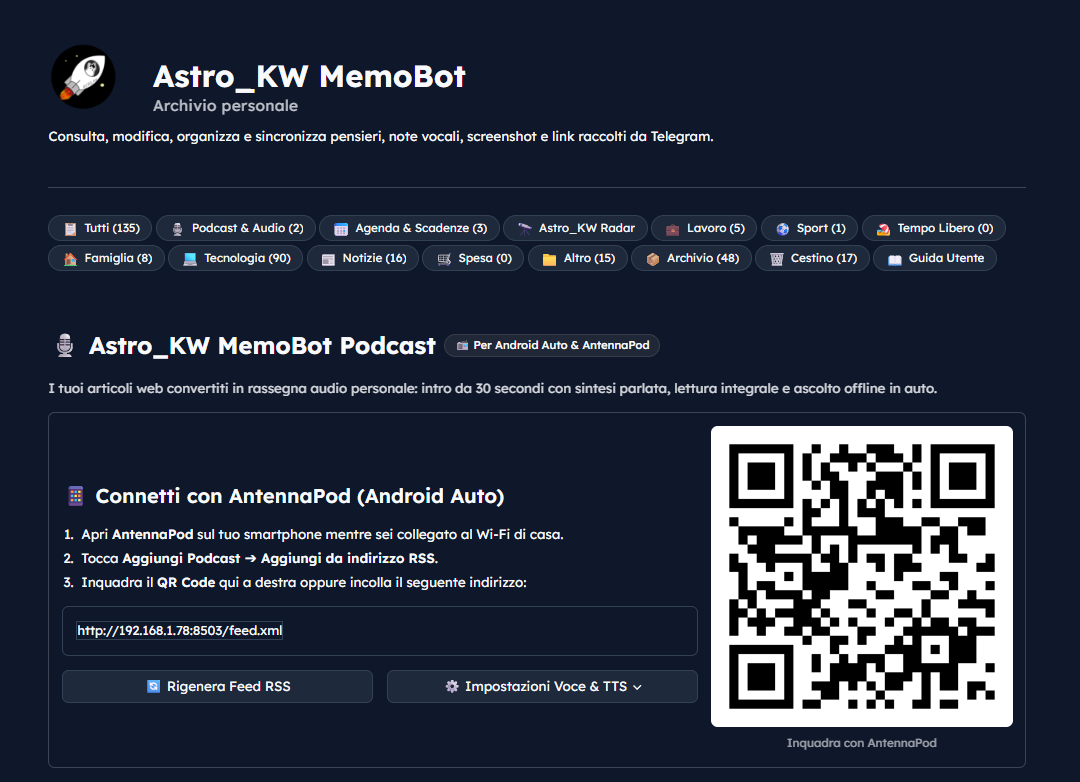 Astro_KW MemoBot
Archivio personale
Consulta, modifica, organizza e sincronizza pensieri, note vocali, screenshot e link raccolti da Telegram.
Tutti (135)
Podcast & Audio (2)
Agenda & Scadenze (3)
Astro_KW Radar
Lavoro (5)
Sport (1)
Tempo Libero (0)
Famiglia (8)
Tecnologia (90)
Notizie (16)
Spesa (0)
Altro (15)
Archivio (48)
Cestino (17)
Guida Utente
Astro_KW MemoBot Podcast
Per Android Auto & AntennaPod
I tuoi articoli web convertiti in rassegna audio personale: intro da 30 secondi con sintesi parlata, lettura integrale e ascolto offline in auto.
Connetti con AntennaPod (Android Auto)
1. Apri AntennaPod sul tuo smartphone mentre sei collegato al Wi-Fi di casa.
2. Tocca Aggiungi Podcast → Aggiungi da indirizzo RSS.
3. Inquadra il QR Code qui a destra oppure incolla il seguente indirizzo:
http://192.168.1.78:8503/feed.xml
Rigenera Feed RSS
Impostazioni Voce & TTS
Inquadra con AntennaPod